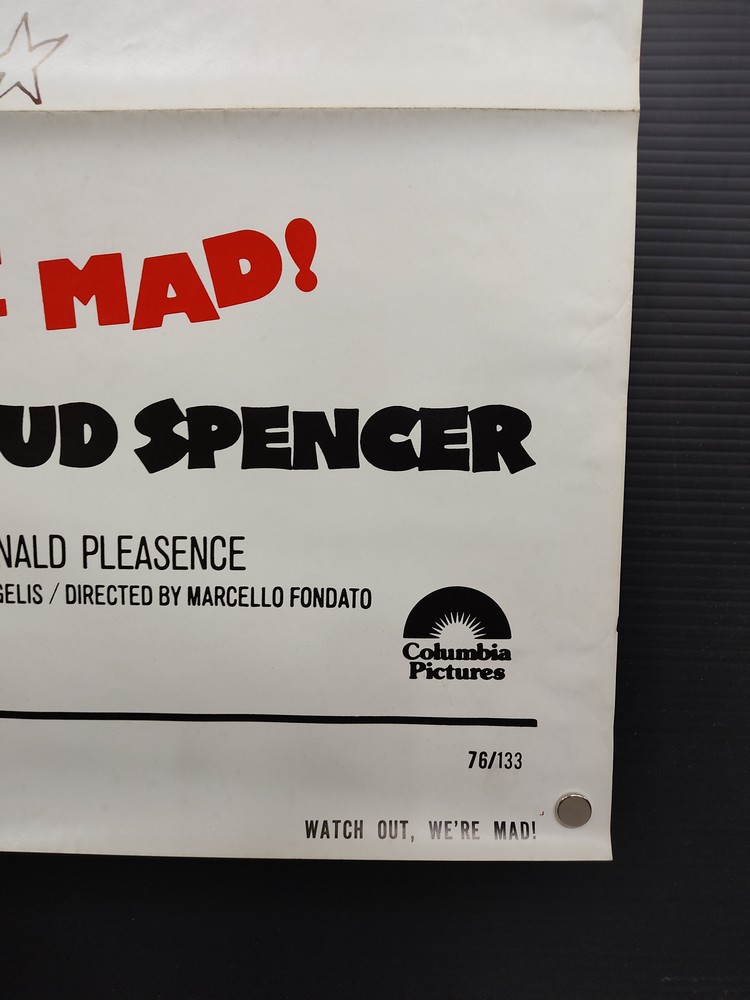 MAD!
UD SPENCER
NALD PLEASENCE
GELIS / DIRECTED BY MARCELLO FONDATO
Columbia
Pictures
76/133
WATCH OUT, WE'RE MAD!